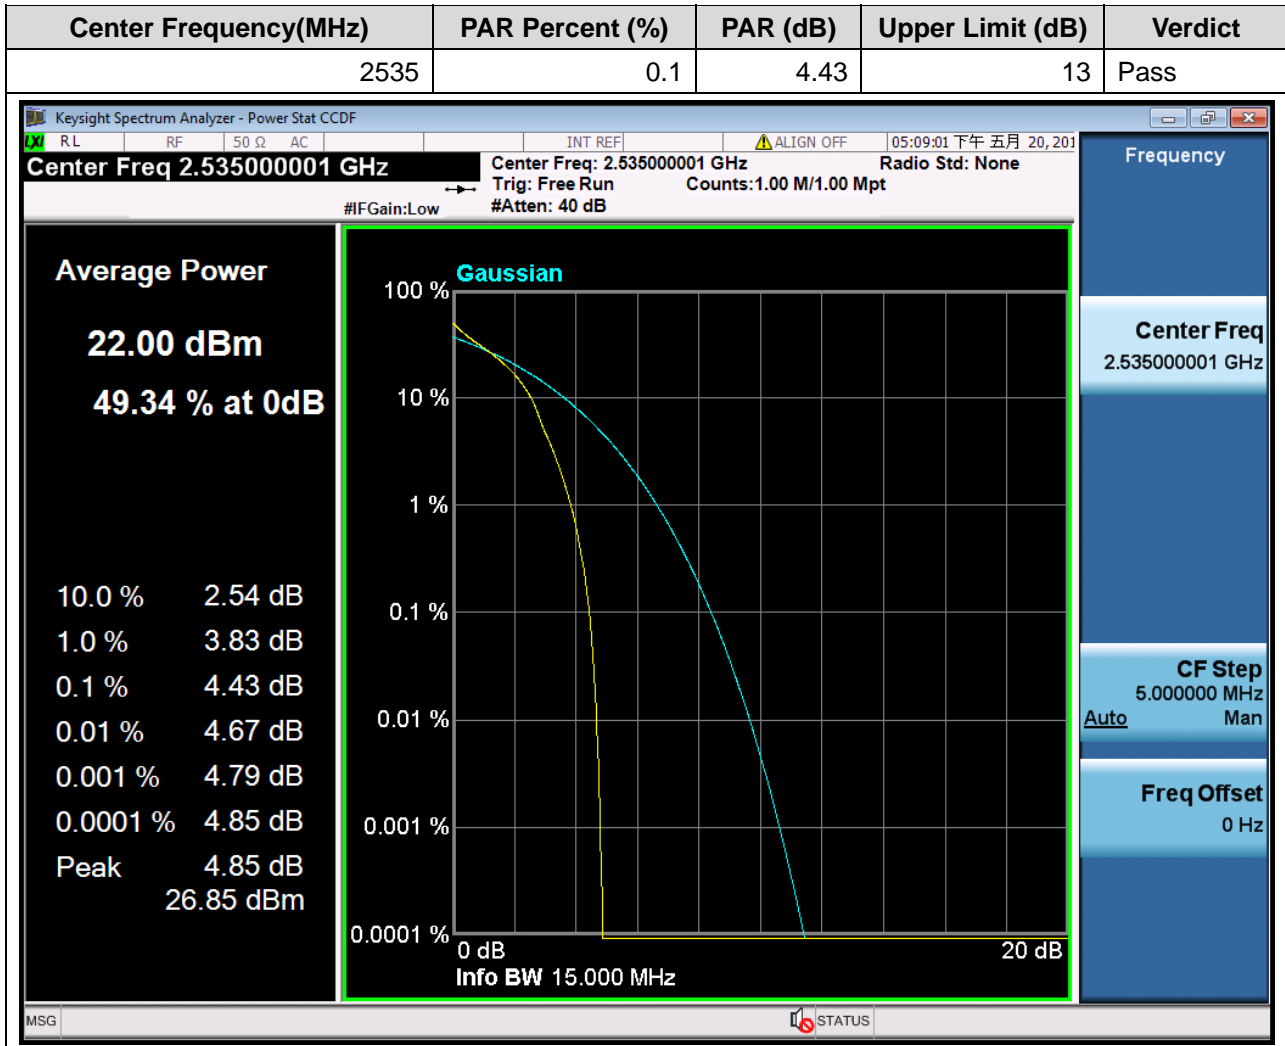 Center Frequency(MHz) PAR Percent (%) PAR (dB) Upper Limit (dB) Verdict
2535 0.1 4.43 13 Pass
Keysight Spectrum Analyzer - Power Stat CCDF
LXI RL RF 50 Ω AC INT REF ALIGN OFF 05:09:01 下午 五月 20, 201
Center Freq 2.535000001 GHz
Center Freq: 2.535000001 GHz Radio Std: None
Trig: Free Run Counts:1.00 M/1.00 Mpt
#IFGain:Low #Atten: 40 dB
Average Power
22.00 dBm
49.34 % at 0dB
10.0 % 2.54 dB
1.0 % 3.83 dB
0.1 % 4.43 dB
0.01 % 4.67 dB
0.001 % 4.79 dB
0.0001 % 4.85 dB
Peak 4.85 dB
26.85 dBm
Gaussian
100 %
10 %
1 %
0.1 %
0.01 %
0.001 %
0.0001 %
0 dB 20 dB
Info BW 15.000 MHz
Frequency
Center Freq
2.535000001 GHz
CF Step
5.000000 MHz
Auto Man
Freq Offset
0 Hz
MSG STATUS